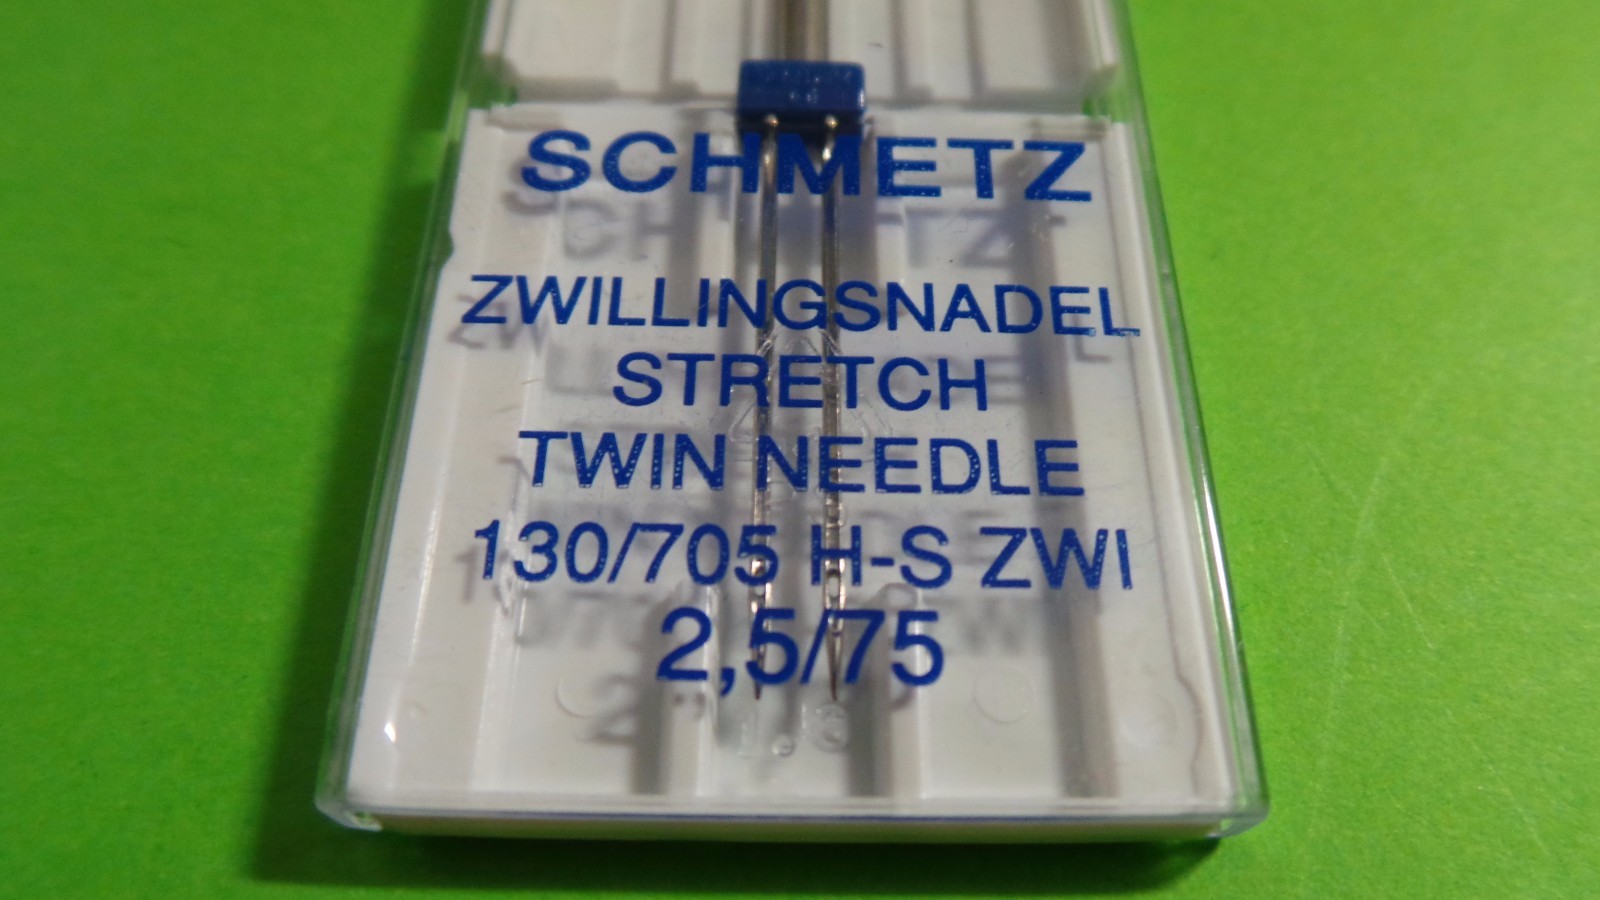 SCHMETZ
ZWILLINGSNADEL
STRETCH
TWIN NEEDLE
130/705 H-S ZWI
2,5/75